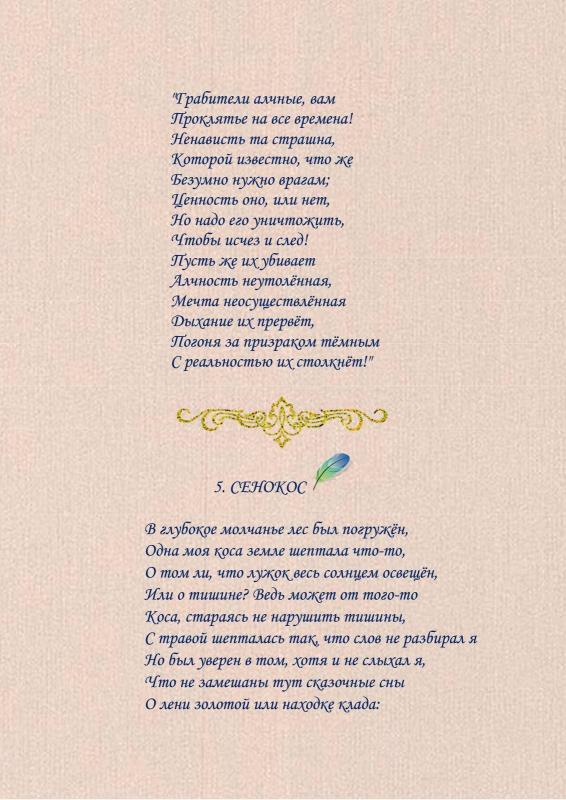 "Грабители алчные, вам
Проклятье на все времена!
Ненависть та страшна,
Которой известно, что же
Безумно нужно врагам;
Ценность оно, или нет,
Но надо его уничтожить,
Чтобы исчез и след!
Пусть же их убивает
Алчность неутолённая,
Мечта неосуществлённая
Дыхание их прервёт,
Погоня за призраком тёмным
С реальностью их столкнёт!"
5. СЕНОКОС
В глубокое молчанье лес был погружён,
Одна моя коса земле шептала что-то,
О том ли, что лужок весь солнцем освещён,
Или о тишине? Ведь может от того-то
Коса, стараясь не нарушить тишины,
С травой шепталась так, что слов не разбирал я
Но был уверен в том, хотя и не слыхал я,
Что не замешаны тут сказочные сны
О лени золотой или находке клада: